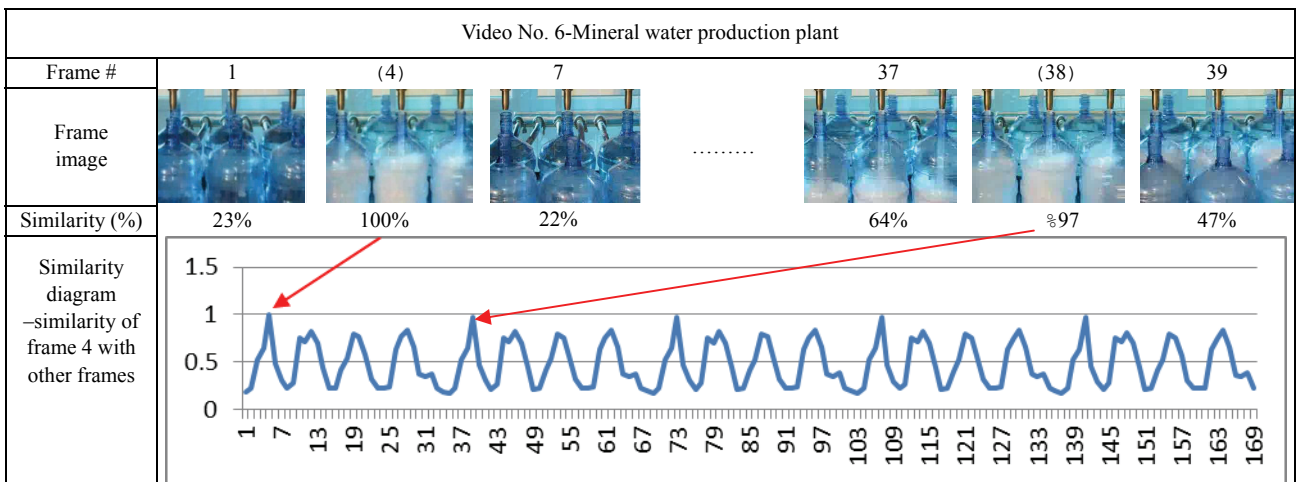 Video No. 6-Mineral water production plant
Frame # 1 (4) 7 37 (38) 39
Frame
image
………
Similarity (%) 23% 100% 22% 64% %97 47%
Similarity
diagram
–similarity of
frame 4 with
other frames
1.5
1
0.5
0
1 7 13 19 25 31 37 43 49 55 61 67 73 79 85 91 97 103 109 115 121 127 133 139 145 151 157 163 169